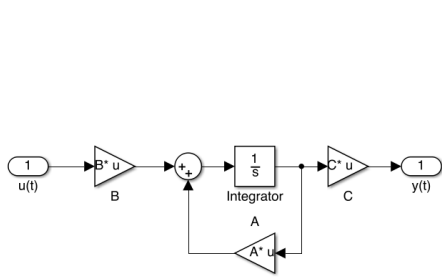 1
u(t)
B* u
B
+
+
1
s
Integrator
C* u
C
1
y(t)
A
A* u